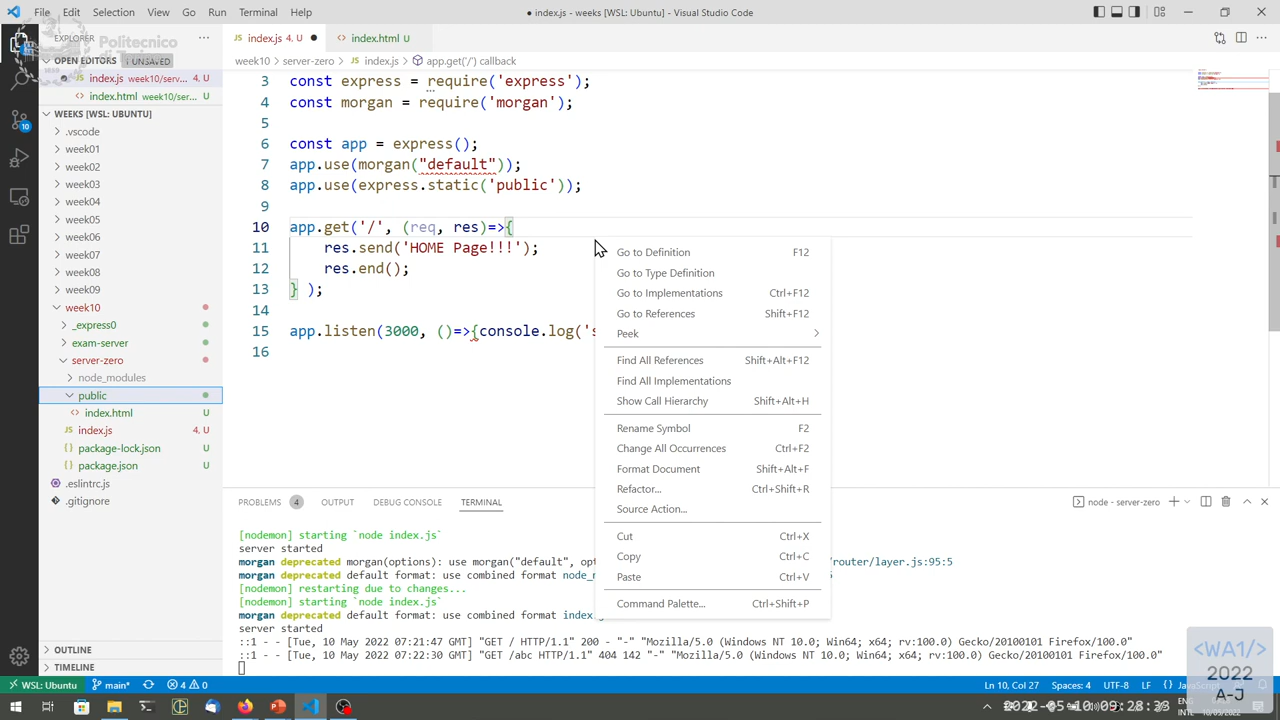 File Edit Selection View Go Run Terminal Help
● index.js - weeks [WSL: Ubuntu] - Visual Studio Code
EXPLORER
Politecnico
OPEN EDITORS
1 UNSAVED
index.js week10/serv... 4, U
index.html week10/ser... U
WEEKS [WSL: UBUNTU]
.vscode
week01
week02
week03
week04
week05
week06
week07
week08
week09
week10
_express0
exam-server
server-zero
node_modules
public
index.html U
index.js 4, U
package-lock.json U
package.json U
.eslintrc.js
.gitignore
OUTLINE
TIMELINE
index.js 4, U ●
index.html U
week10 > server-zero > index.js > app.get('/') callback
3 const express = require('express');
4 const morgan = require('morgan');
5
6 const app = express();
7 app.use(morgan("default"));
8 app.use(express.static('public'));
9
10 app.get('/', (req, res)=>{
11 res.send('HOME Page!!!');
12 res.end();
13 } );
14
15 app.listen(3000, ()=>{console.log('s
16
Go to Definition F12
Go to Type Definition
Go to Implementations Ctrl+F12
Go to References Shift+F12
Peek
Find All References Shift+Alt+F12
Find All Implementations
Show Call Hierarchy Shift+Alt+H
Rename Symbol F2
Change All Occurrences Ctrl+F2
Format Document Shift+Alt+F
Refactor... Ctrl+Shift+R
Source Action...
Cut Ctrl+X
Copy Ctrl+C
Paste Ctrl+V
Command Palette... Ctrl+Shift+P
PROBLEMS 4 OUTPUT DEBUG CONSOLE TERMINAL
node - server-zero
[nodemon] starting `node index.js`
server started
morgan deprecated morgan(options): use morgan("default", opt /router/layer.js:95:5
morgan deprecated default format: use combined format node_m 5
[nodemon] restarting due to changes...
[nodemon] starting `node index.js`
morgan deprecated default format: use combined format index.
server started
::1 - - [Tue, 10 May 2022 07:21:47 GMT] "GET / HTTP/1.1" 200 - "-" "Mozilla/5.0 (Windows NT 10.0; Win64; x64; rv:100.0) Gecko/20100101 Firefox/100.0"
::1 - - [Tue, 10 May 2022 07:22:30 GMT] "GET /abc HTTP/1.1" 404 142 "-" "Mozilla/5.0 (Windows NT 10.0; Win64; x64; rv:100.0) Gecko/20100101 Firefox/100.0"
<WA1/>
2022
A-J
WSL: Ubuntu main* 4 0
Ln 10, Col 27 Spaces: 4 UTF-8 LF JavaScript
ENG
INTL